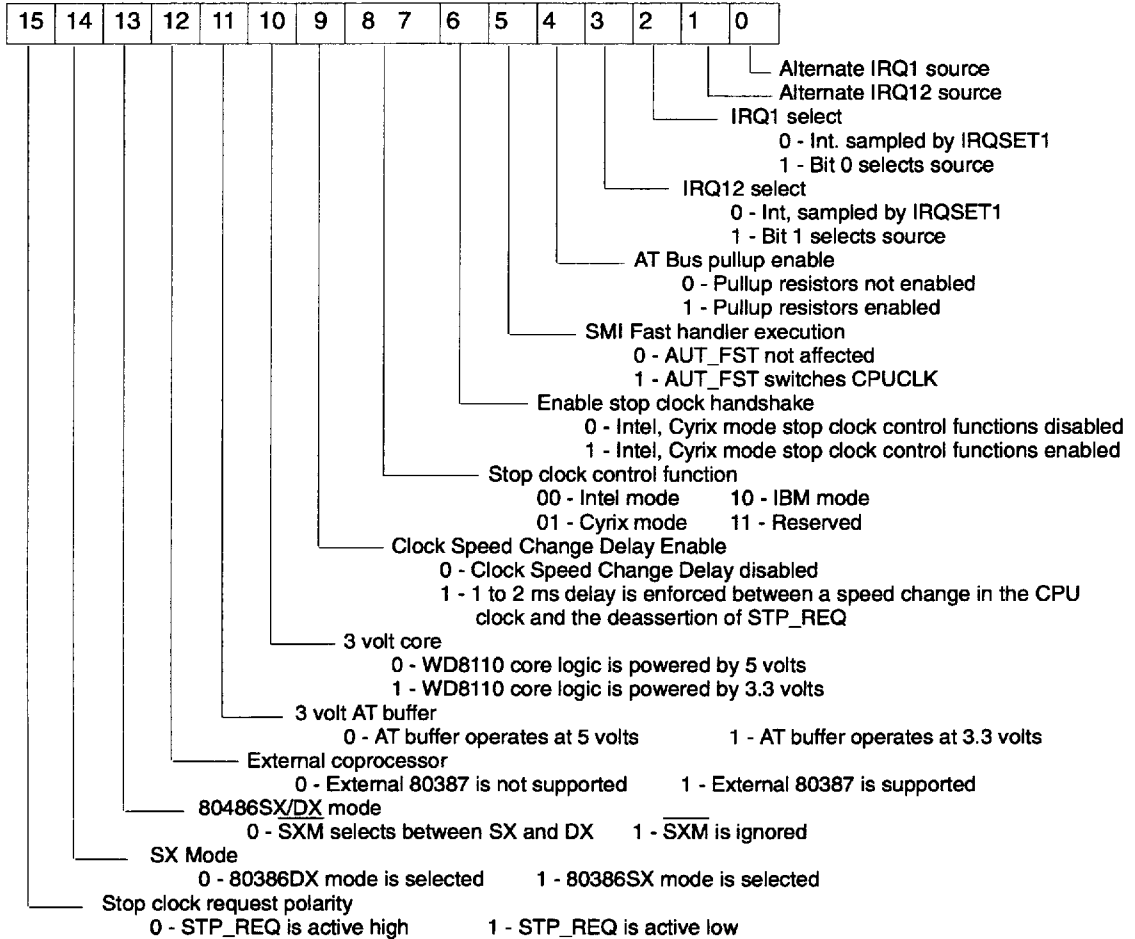 15 14 13 12 11 10 9 8 7 6 5 4 3 2 1 0
Alternate IRQ1 source
Alternate IRQ12 source
IRQ1 select
0 - Int. sampled by IRQSET1
1 - Bit 0 selects source
IRQ12 select
0 - Int, sampled by IRQSET1
1 - Bit 1 selects source
AT Bus pullup enable
0 - Pullup resistors not enabled
1 - Pullup resistors enabled
SMI Fast handler execution
0 - AUT_FST not affected
1 - AUT_FST switches CPUCLK
Enable stop clock handshake
0 - Intel, Cyrix mode stop clock control functions disabled
1 - Intel, Cyrix mode stop clock control functions enabled
Stop clock control function
00 - Intel mode 10 - IBM mode
01 - Cyrix mode 11 - Reserved
Clock Speed Change Delay Enable
0 - Clock Speed Change Delay disabled
1 - 1 to 2 ms delay is enforced between a speed change in the CPU
clock and the deassertion of STP_REQ
3 volt core
0 - WD8110 core logic is powered by 5 volts
1 - WD8110 core logic is powered by 3.3 volts
3 volt AT buffer
0 - AT buffer operates at 5 volts 1 - AT buffer operates at 3.3 volts
External coprocessor
0 - External 80387 is not supported 1 - External 80387 is supported
80486SX/DX mode
0 - SXM selects between SX and DX 1 - SXM is ignored
SX Mode
0 - 80386DX mode is selected 1 - 80386SX mode is selected
Stop clock request polarity
0 - STP_REQ is active high 1 - STP_REQ is active low